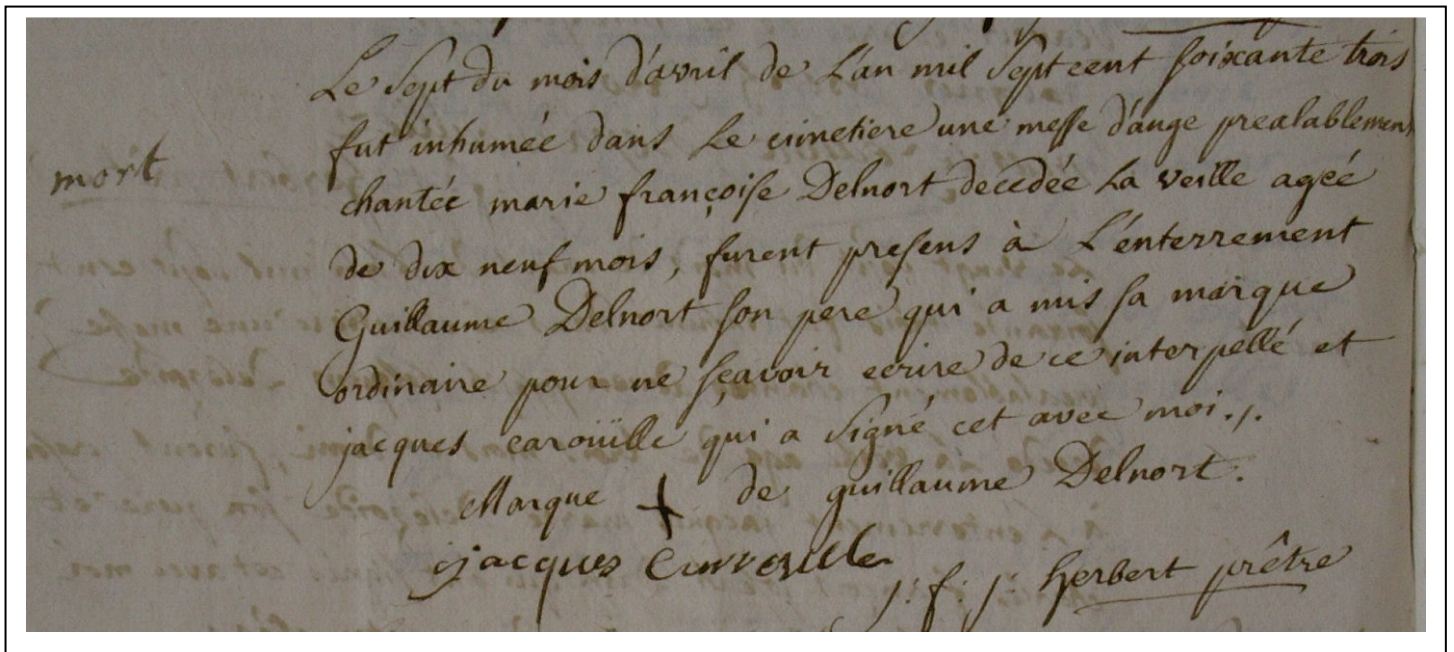 Le sept du mois d'avril de L'an mil sept cent soixante trois
fut inhumée dans Le cimetiere une messe d'ange prealablement
mort
chantée marie françoise Delnort decedée La veille agée
de dix neuf mois, furent presens à L'enterrement
Guillaume Delnort son pere qui a mis sa marque
ordinaire pour ne sçavoir ecrire de ce interpellé et
jacques caroüille qui a signé cet avec moi./.
Marque + de guillaume Delnort.
jacques Carrouille
j: f: j: herbert prêtre